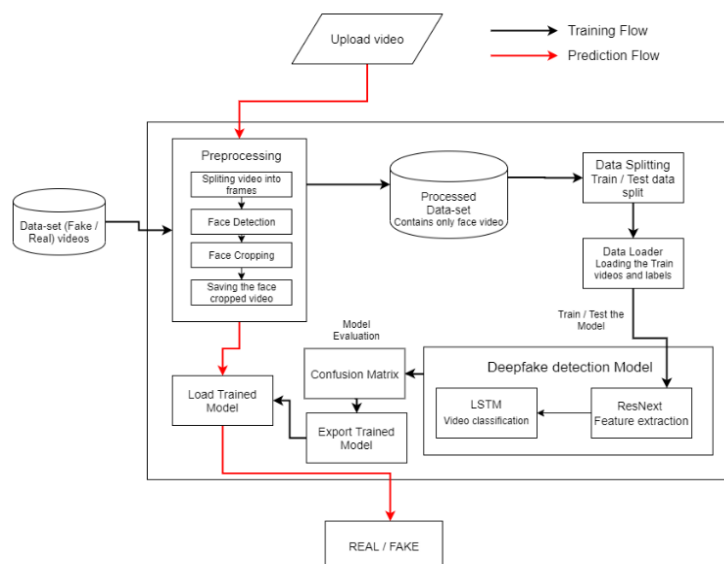 Upload video
Training Flow
Prediction Flow
Preprocessing
Spliting video into
frames
Face Detection
Face Cropping
Saving the face
cropped video
Data-set (Fake /
Real) videos
Processed
Data-set
Contains only face video
Data Splitting
Train / Test data
split
Data Loader
Loading the Train
videos and labels
Train / Test the
Model
Model
Evaluation
Confusion Matrix
Export Trained
Model
Load Trained
Model
Deepfake detection Model
LSTM
Video classification
ResNext
Feature extraction
REAL / FAKE